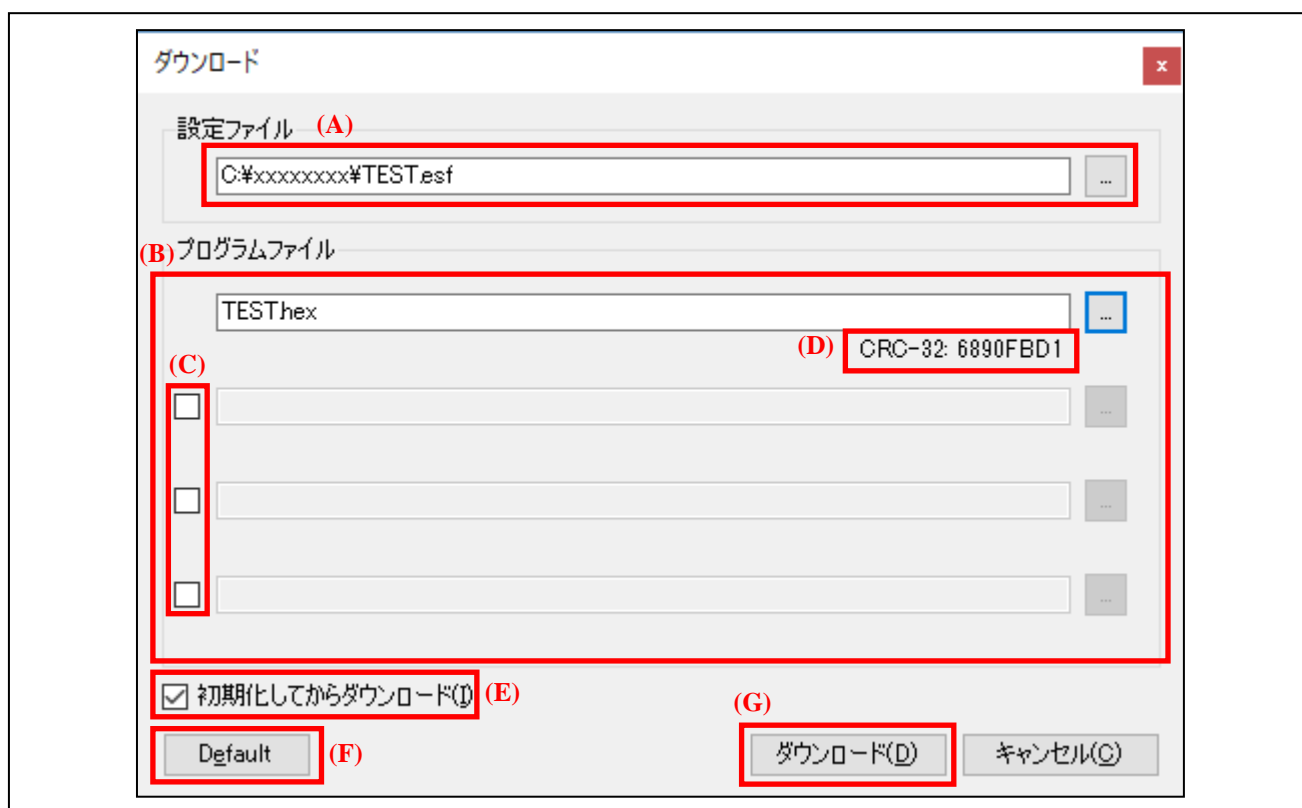 ダウンロード
x
設定ファイル (A)
C:¥xxxxxxxx¥TEST.esf ...
(B) プログラムファイル
TEST.hex ...
(D) CRC-32: 6890FBD1
(C)
...
...
...
初期化してからダウンロード(I) (E)
(G)
Default (F) ダウンロード(D) キャンセル(C)